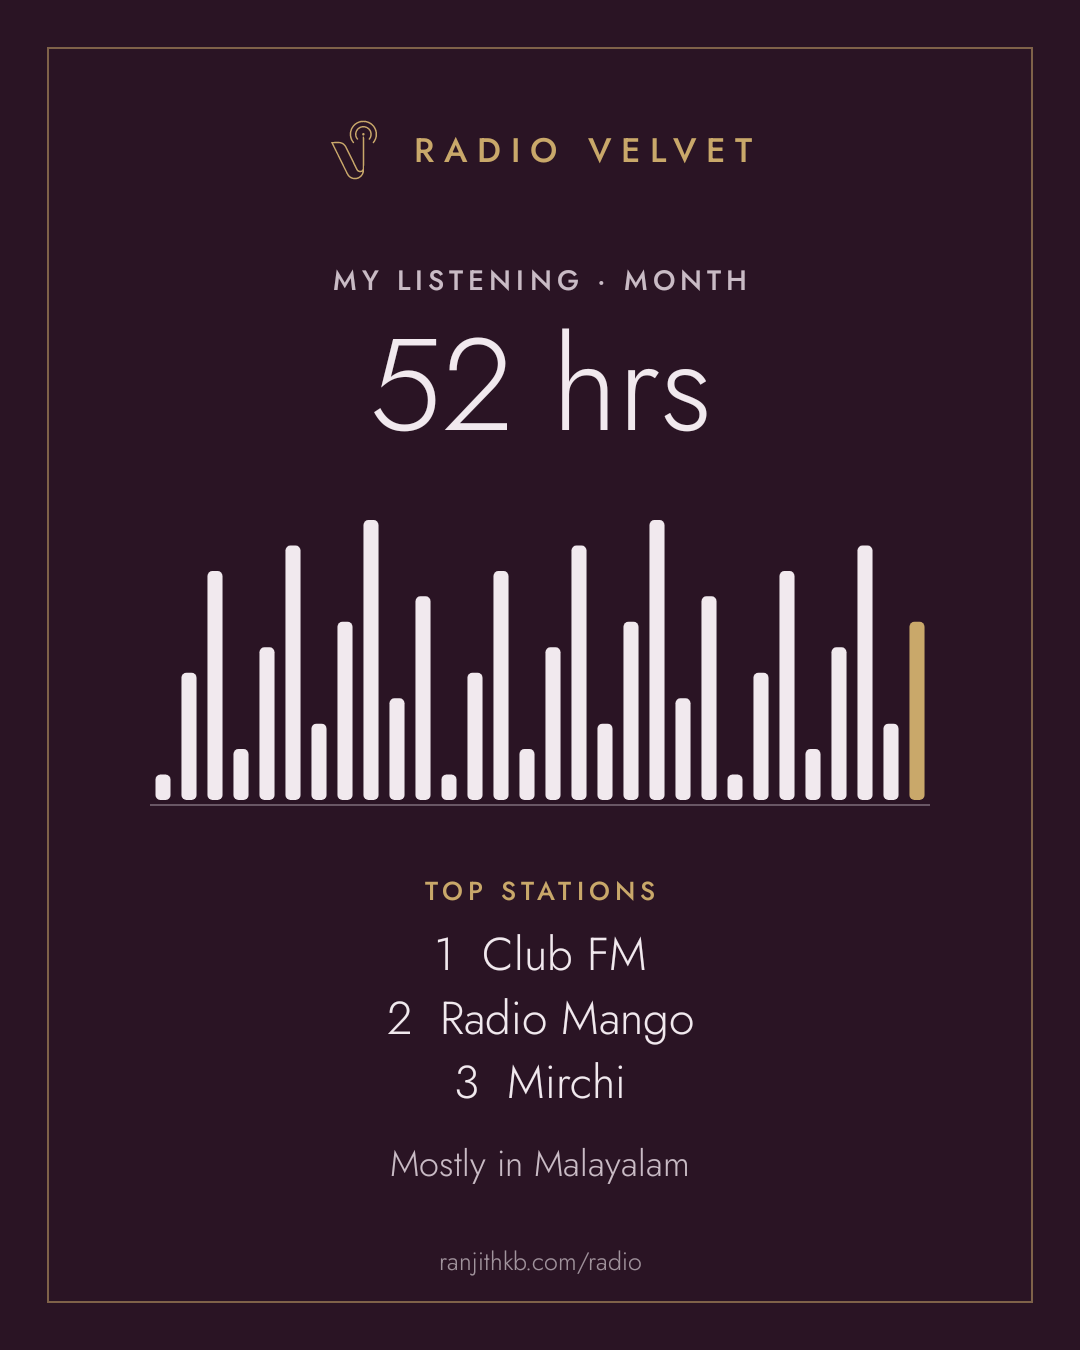 RADIO VELVET
MY LISTENING · MONTH
52 hrs
TOP STATIONS
1 Club FM
2 Radio Mango
3 Mirchi
Mostly in Malayalam
ranjithkb.com/radio